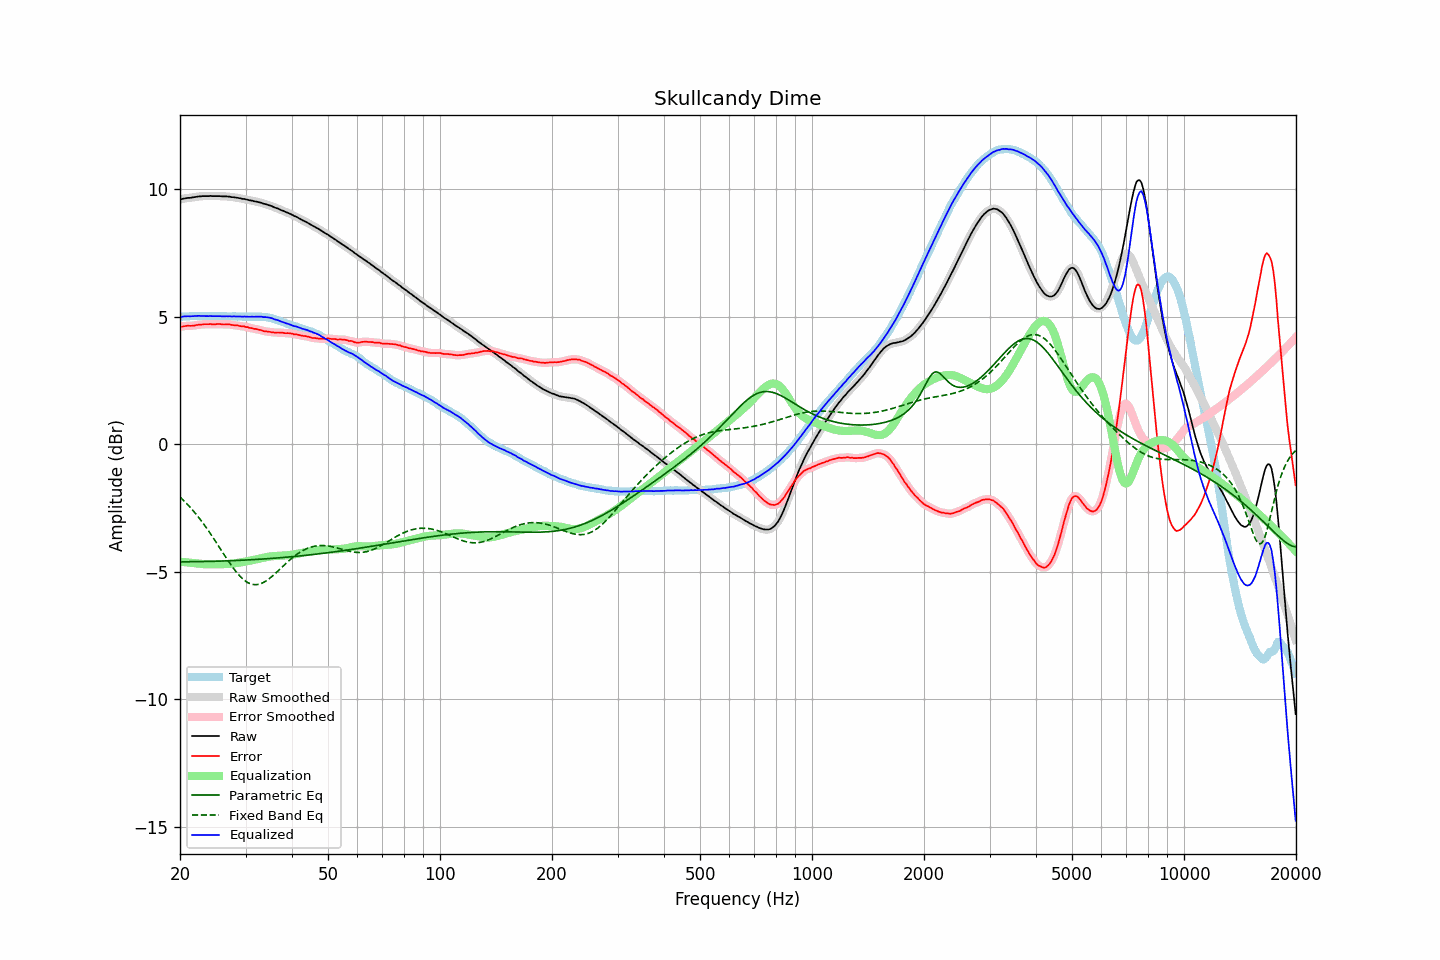 Skullcandy Dime
Amplitude (dBr)
10
5
0
−5
−10
−15
Target
Raw Smoothed
Error Smoothed
Raw
Error
Equalization
Parametric Eq
Fixed Band Eq
Equalized
20 50 100 200 500 1000 2000 5000 10000 20000
Frequency (Hz)